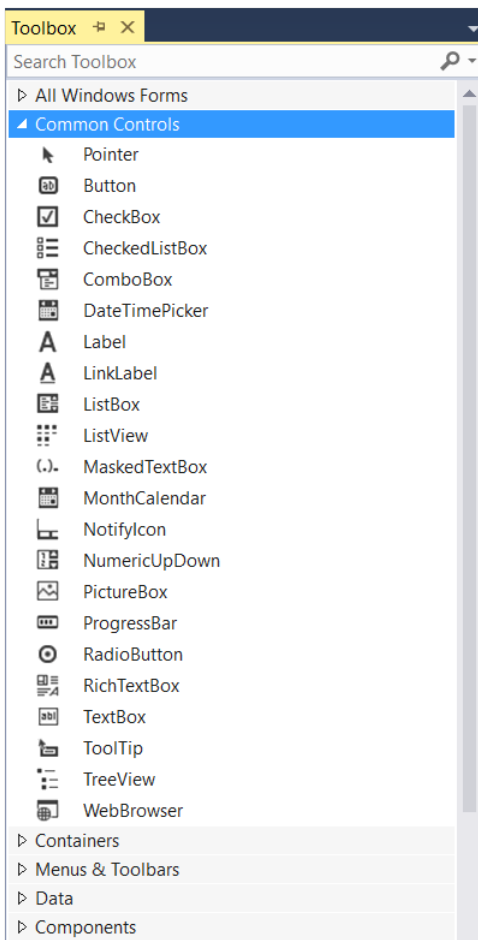 Toolbox
Search Toolbox
All Windows Forms
Common Controls
Pointer
Button
CheckBox
CheckedListBox
ComboBox
DateTimePicker
Label
LinkLabel
ListBox
ListView
MaskedTextBox
MonthCalendar
NotifyIcon
NumericUpDown
PictureBox
ProgressBar
RadioButton
RichTextBox
TextBox
ToolTip
TreeView
WebBrowser
Containers
Menus & Toolbars
Data
Components